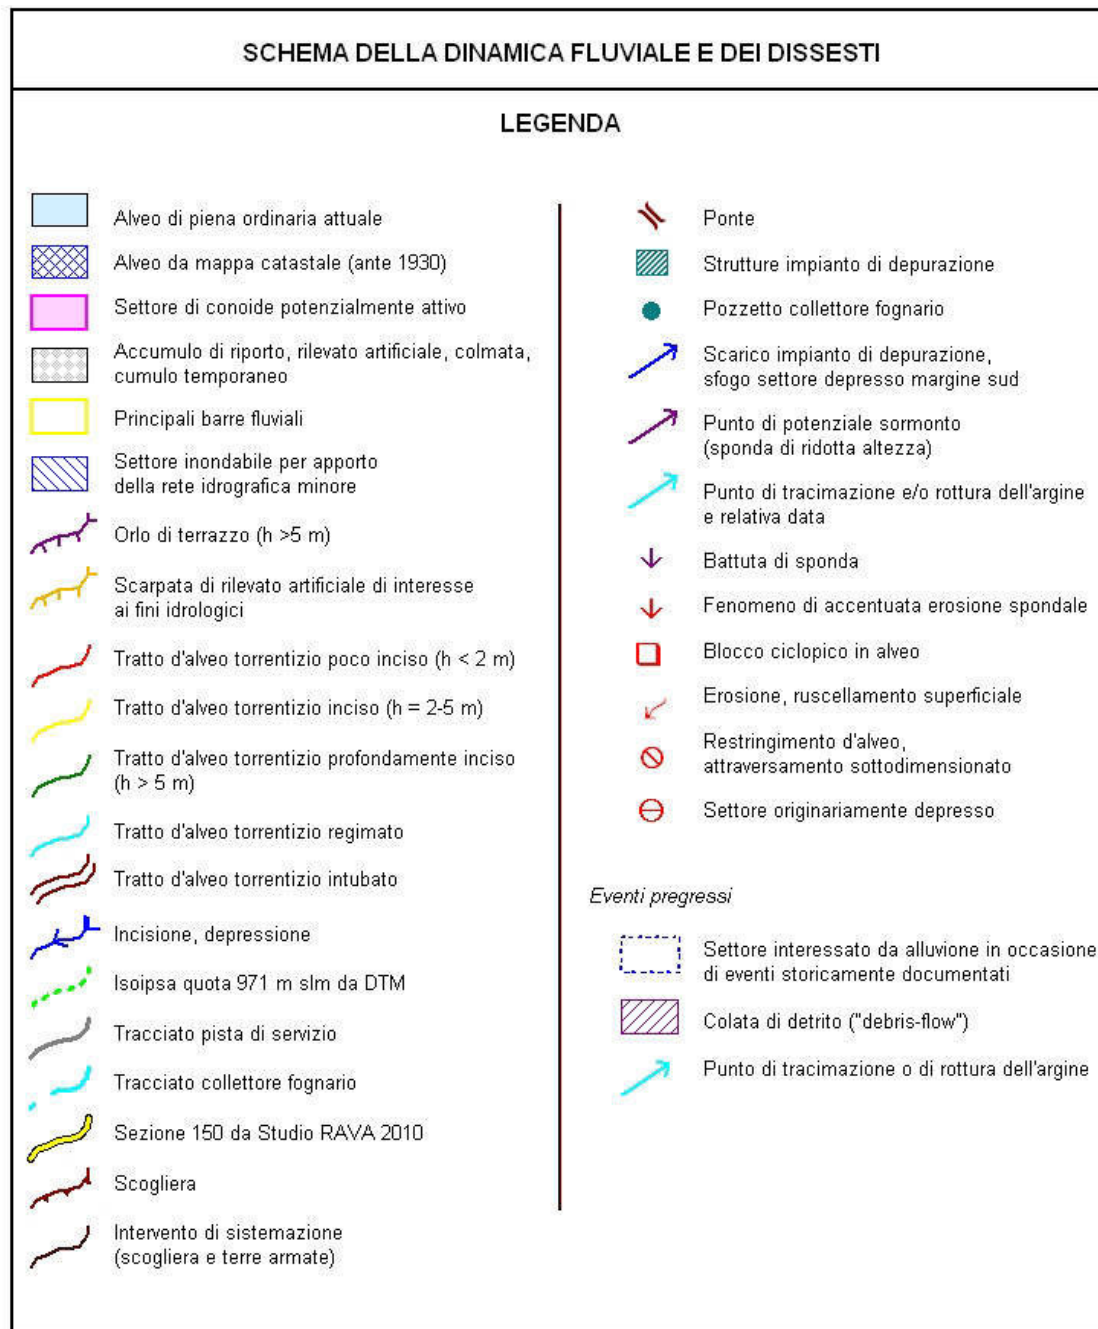 SCHEMA DELLA DINAMICA FLUVIALE E DEI DISSESTI
LEGENDA
Alveo di piena ordinaria attuale
Alveo da mappa catastale (ante 1930)
Settore di conoide potenzialmente attivo
Accumulo di riporto, rilevato artificiale, colmata,
cumulo temporaneo
Principali barre fluviali
Settore inondabile per apporto
della rete idrografica minore
Orlo di terrazzo (h >5 m)
Scarpata di rilevato artificiale di interesse
ai fini idrologici
Tratto d'alveo torrentizio poco inciso (h < 2 m)
Tratto d'alveo torrentizio inciso (h = 2-5 m)
Tratto d'alveo torrentizio profondamente inciso
(h > 5 m)
Tratto d'alveo torrentizio regimato
Tratto d'alveo torrentizio intubato
Incisione, depressione
Isoipsa quota 971 m slm da DTM
Tracciato pista di servizio
Tracciato collettore fognario
Sezione 150 da Studio RAVA 2010
Scogliera
Intervento di sistemazione
(scogliera e terre armate)
Ponte
Strutture impianto di depurazione
Pozzetto collettore fognario
Scarico impianto di depurazione,
sfogo settore depresso margine sud
Punto di potenziale sormonto
(sponda di ridotta altezza)
Punto di tracimazione e/o rottura dell'argine
e relativa data
Battuta di sponda
Fenomeno di accentuata erosione spondale
Blocco ciclopico in alveo
Erosione, ruscellamento superficiale
Restringimento d'alveo,
attraversamento sottodimensionato
Settore originariamente depresso
Eventi pregressi
Settore interessato da alluvione in occasione
di eventi storicamente documentati
Colata di detrito ("debris-flow")
Punto di tracimazione o di rottura dell'argine